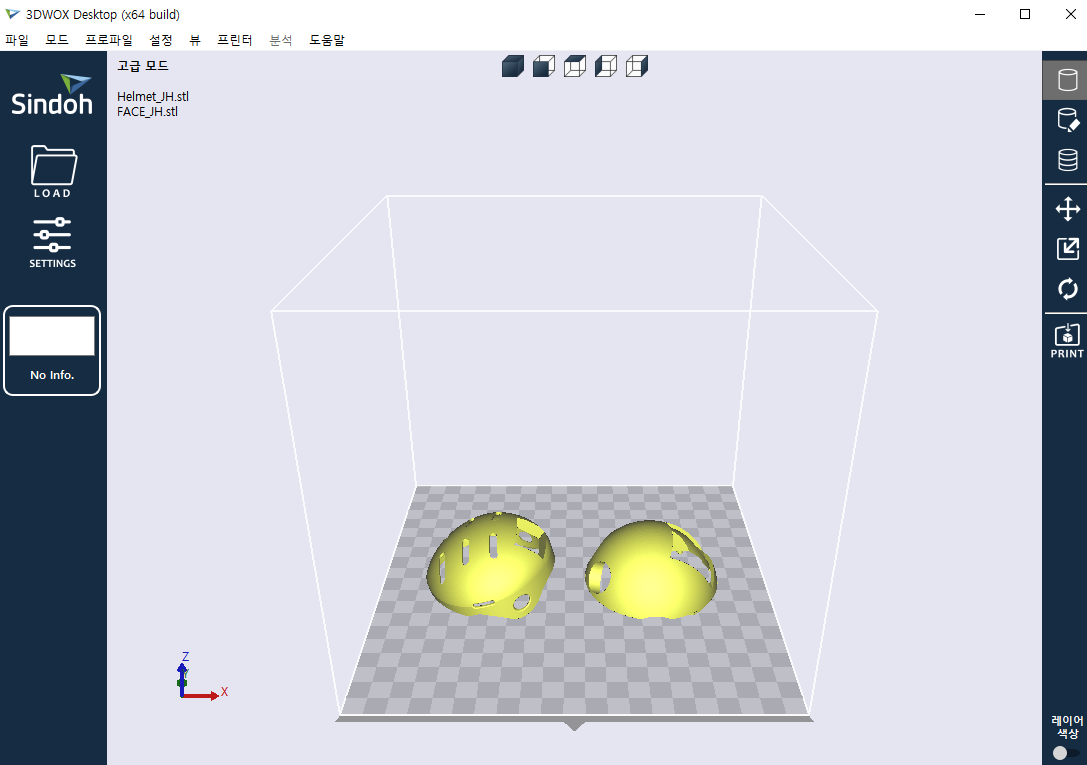 3DWOX Desktop (x64 build)
파일 모드 프로파일 설정 뷰 프린터 분석 도움말
Sindoh
LOAD
SETTINGS
No Info.
고급 모드
Helmet_JH.stl
FACE_JH.stl
Z
Y
X
PRINT
레이어
색상